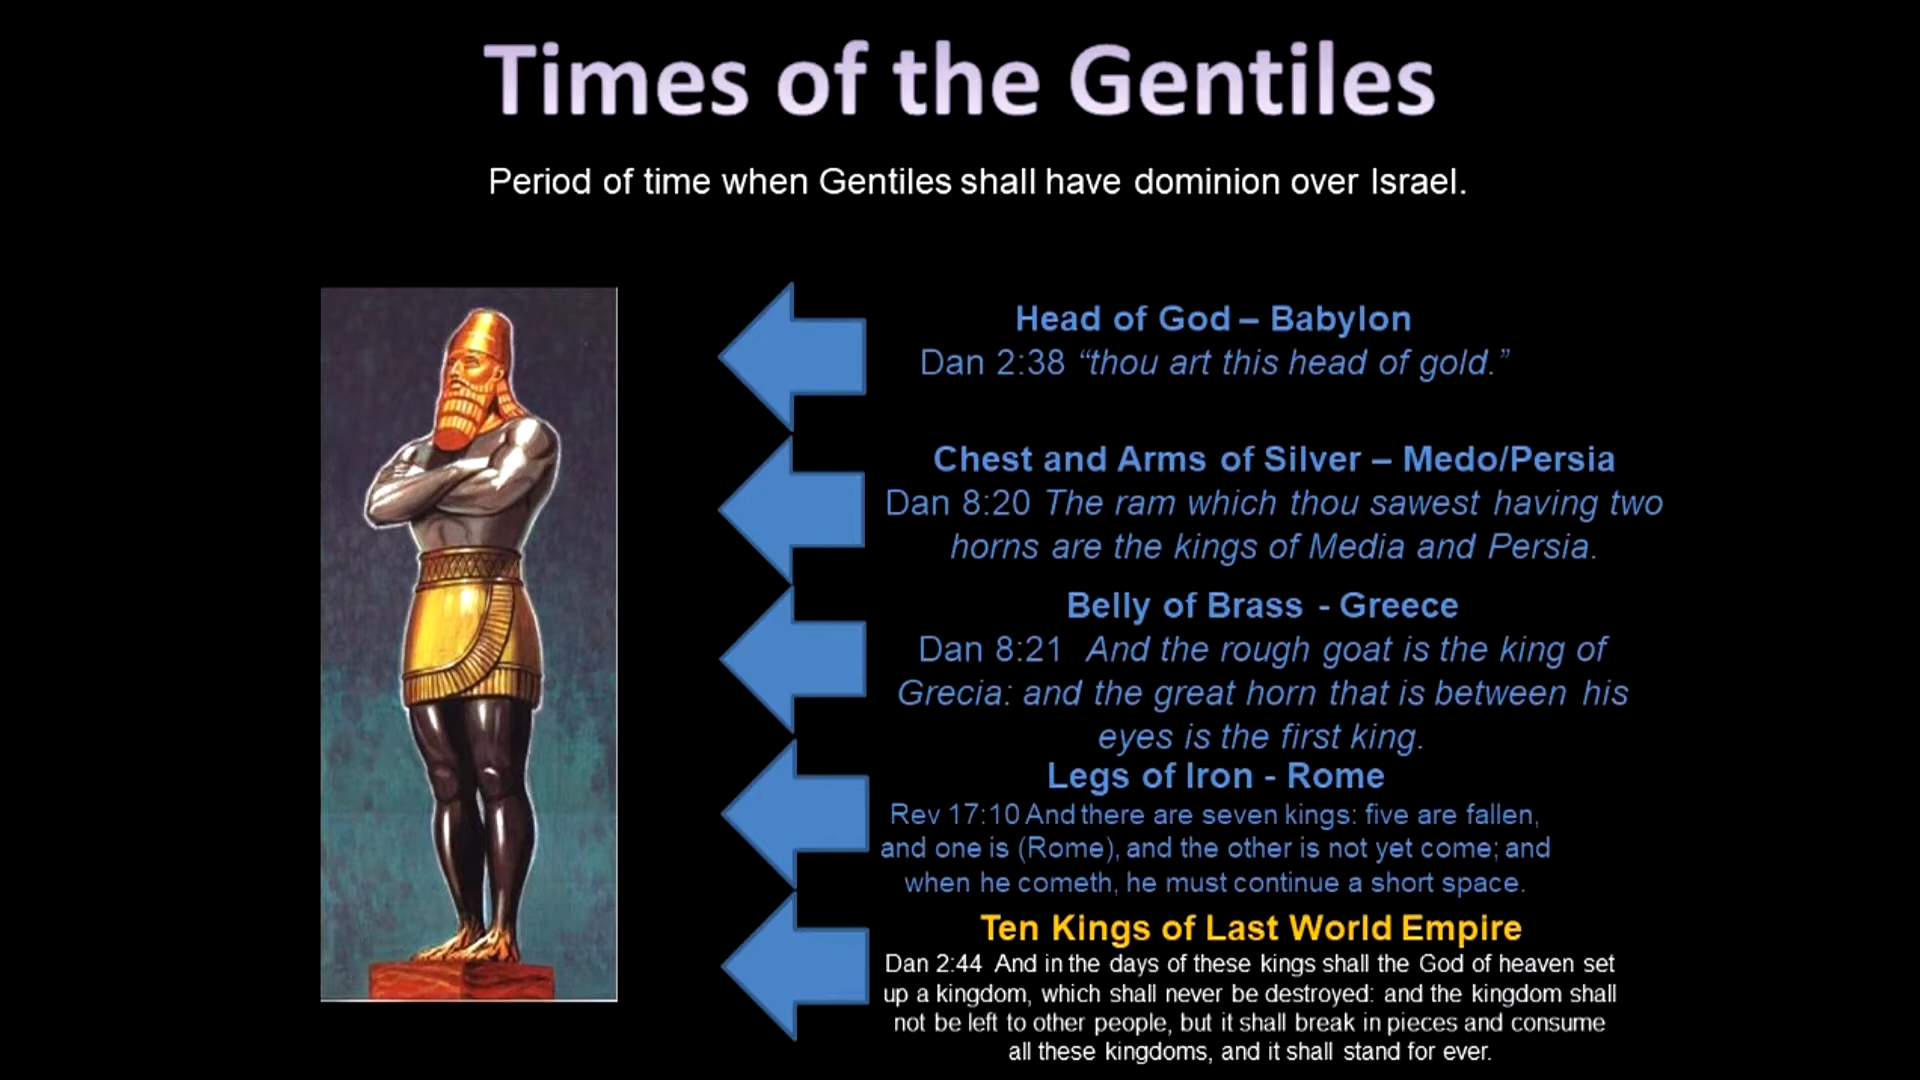 Times of the Gentiles
Period of time when Gentiles shall have dominion over Israel.
Head of God – Babylon
Dan 2:38 “thou art this head of gold.”
Chest and Arms of Silver – Medo/Persia
Dan 8:20 The ram which thou sawest having two
horns are the kings of Media and Persia.
Belly of Brass - Greece
Dan 8:21 And the rough goat is the king of
Grecia: and the great horn that is between his
eyes is the first king.
Legs of Iron - Rome
Rev 17:10 And there are seven kings: five are fallen,
and one is (Rome), and the other is not yet come; and
when he cometh, he must continue a short space.
Ten Kings of Last World Empire
Dan 2:44 And in the days of these kings shall the God of heaven set
up a kingdom, which shall never be destroyed: and the kingdom shall
not be left to other people, but it shall break in pieces and consume
all these kingdoms, and it shall stand for ever.